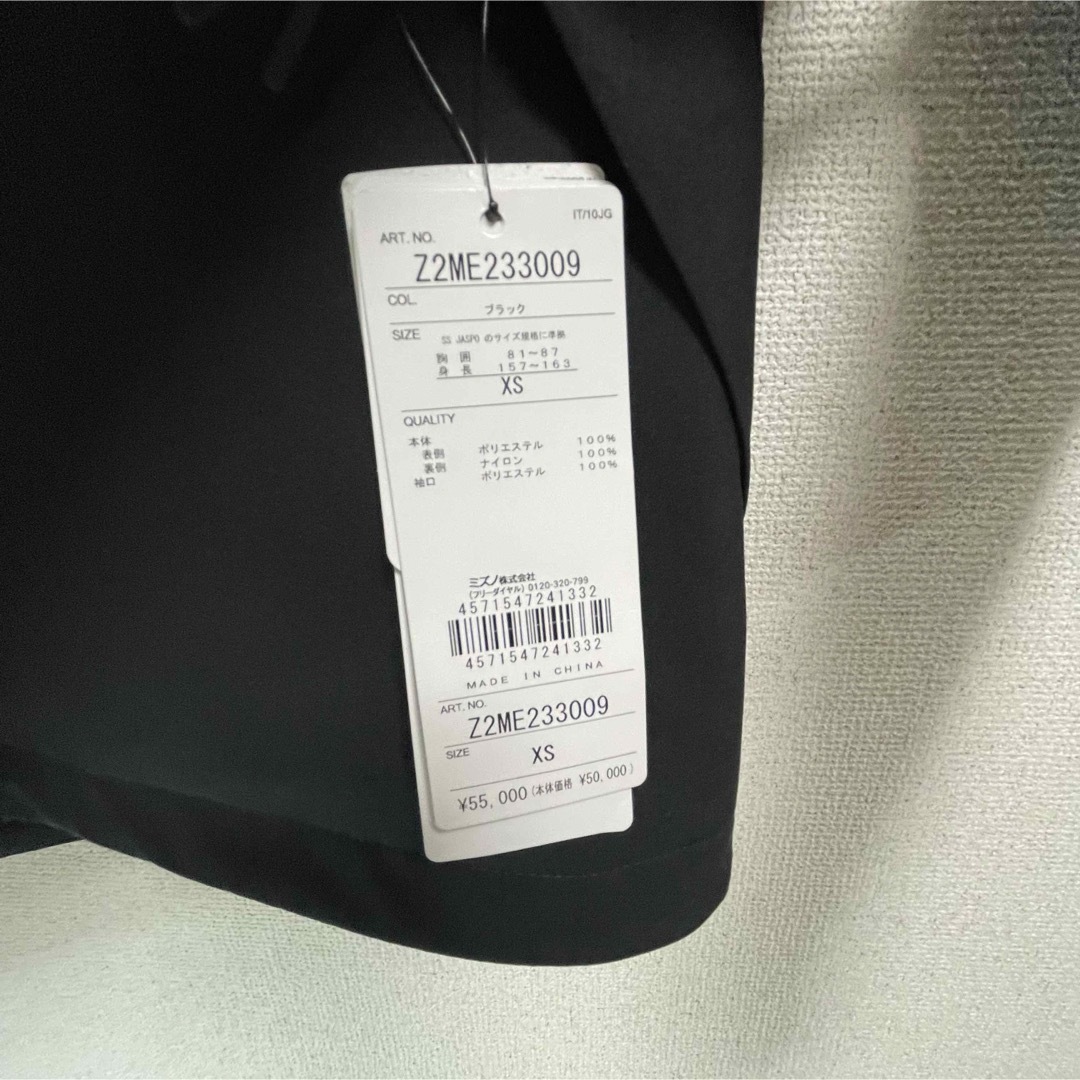 IT/10JG
ART. NO.
Z2ME233009
COL.
ブラック
SIZE SS JASPO のサイズ規格に準拠
胸囲 81~87
身長 157~163
XS
QUALITY
本体
表側 ポリエステル 100%
裏側 ナイロン 100%
袖口 ポリエステル 100%
ミズノ株式会社
(フリーダイヤル) 0120-320-799
4571547241332
4571547241332
MADE IN CHINA
ART. NO.
Z2ME233009
SIZE
XS
¥55,000 (本体価格 ¥50,000)